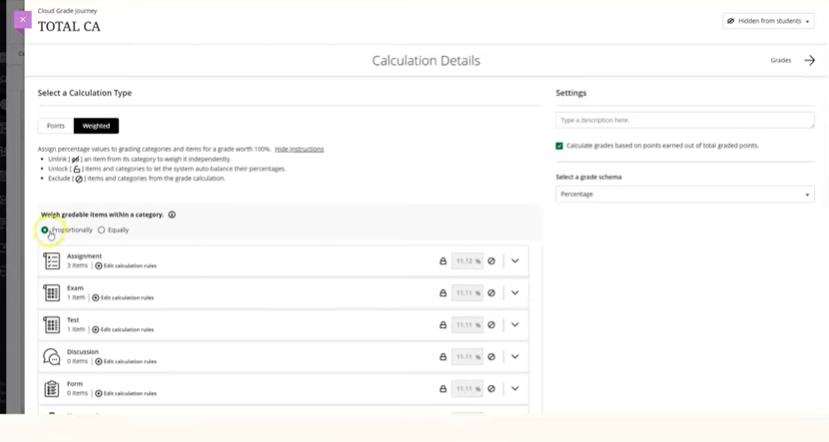 Cloud Grade Journey
TOTAL CA
Hidden from students
Calculation Details
Grades
Select a Calculation Type
Points
Weighted
Assign percentage values to grading categories and items for a grade worth 100%. Hide Instructions
• Unlink [ ] an item from its category to weigh it independently.
• Unlock [ ] items and categories to let the system auto-balance their percentages.
• Exclude [ ] items and categories from the grade calculation.
Weigh gradable items within a category.
Proportionally
Equally
Assignment
3 items | Edit calculation rules
11.12 %
Exam
1 item | Edit calculation rules
11.11 %
Test
1 item | Edit calculation rules
11.11 %
Discussion
0 items | Edit calculation rules
11.11 %
Form
0 items | Edit calculation rules
11.11 %
Settings
Type a description here.
Calculate grades based on points earned out of total graded points.
Select a grade schema
Percentage